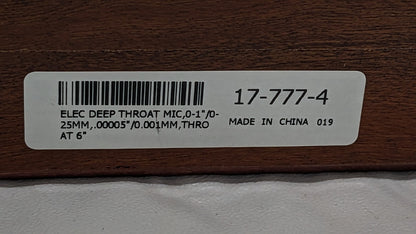 ELEC DEEP THROAT MIC,0-1"/0-
25MM,.00005"/0.001MM,THRO
AT 6"
17-777-4
MADE IN CHINA 019